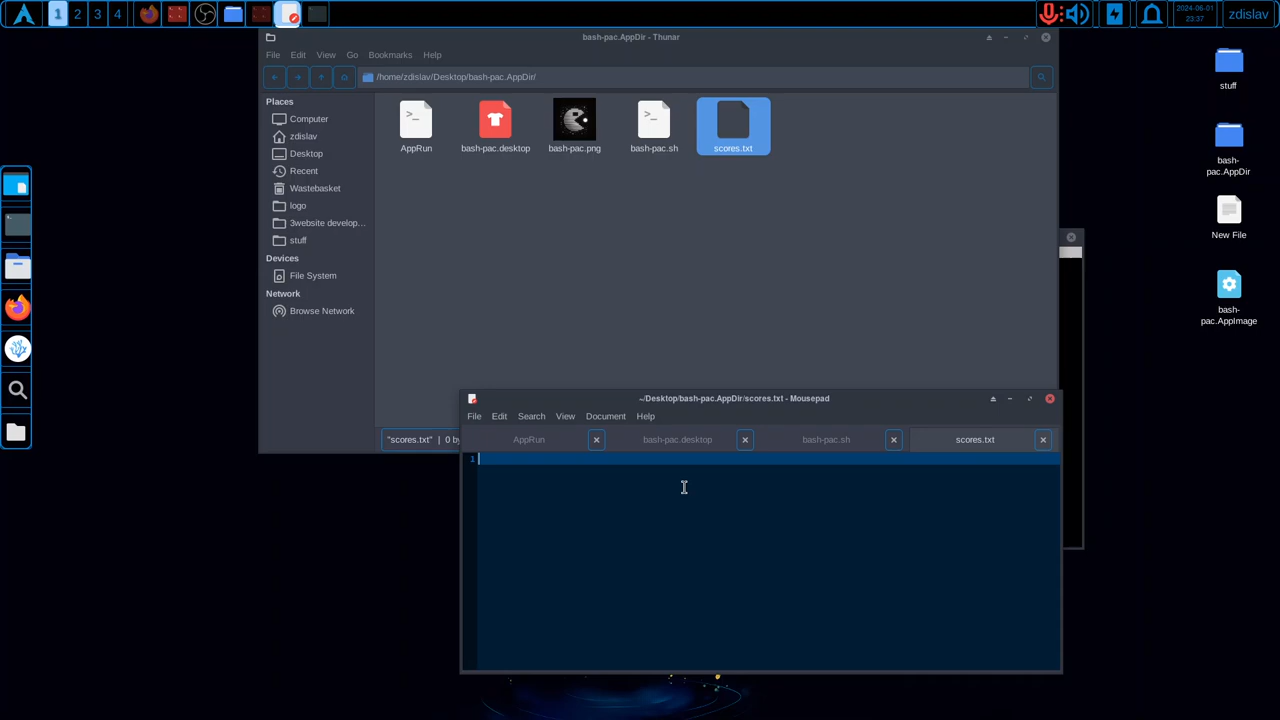 1 2 3 4
2024-06-01
23.37
zdislav
bash-pac.AppDir - Thunar
File Edit View Go Bookmarks Help
/home/zdislav/Desktop/bash-pac.AppDir/
Places
Computer
zdislav
Desktop
Recent
Wastebasket
logo
3website develop...
stuff
Devices
File System
Network
Browse Network
AppRun
bash-pac.desktop
bash-pac.png
bash-pac.sh
scores.txt
"scores.txt" | 0 by
stuff
bash-
pac.AppDir
New File
bash-
pac.AppImage
~/Desktop/bash-pac.AppDir/scores.txt - Mousepad
File Edit Search View Document Help
AppRun
bash-pac.desktop
bash-pac.sh
scores.txt
1